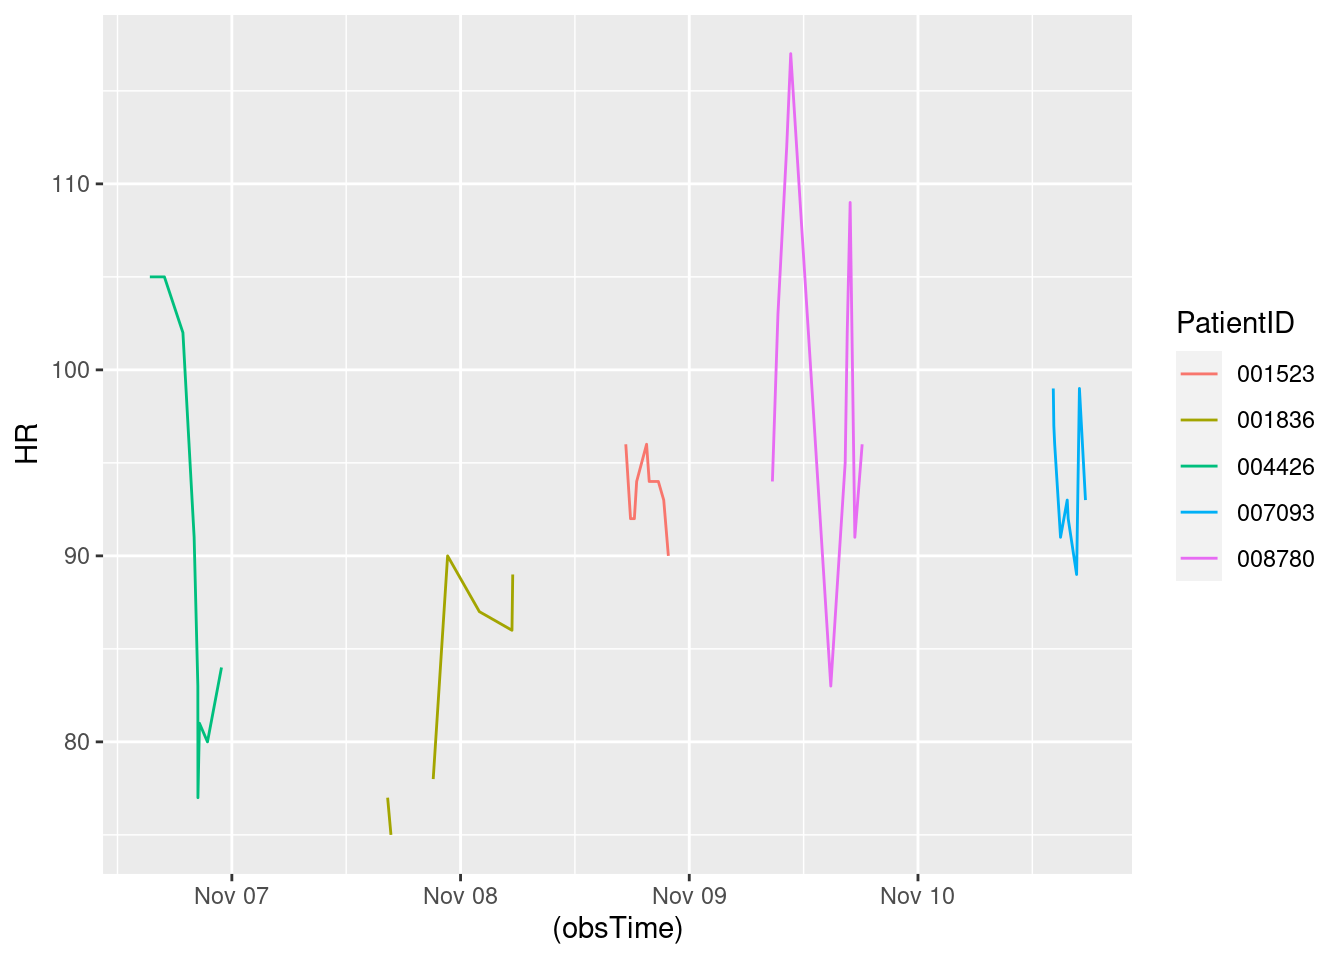 HR
110
100
90
80
Nov 07
Nov 08
Nov 09
Nov 10
(obsTime)
PatientID
001523
001836
004426
007093
008780